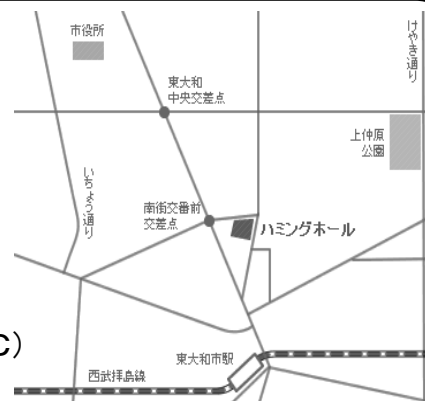 市役所
けやき通り
東大和
中央交差点
上仲原
公園
いちょう通り
南街交番前
交差点
ハミングホール
C)
東大和市駅
西武拝島線